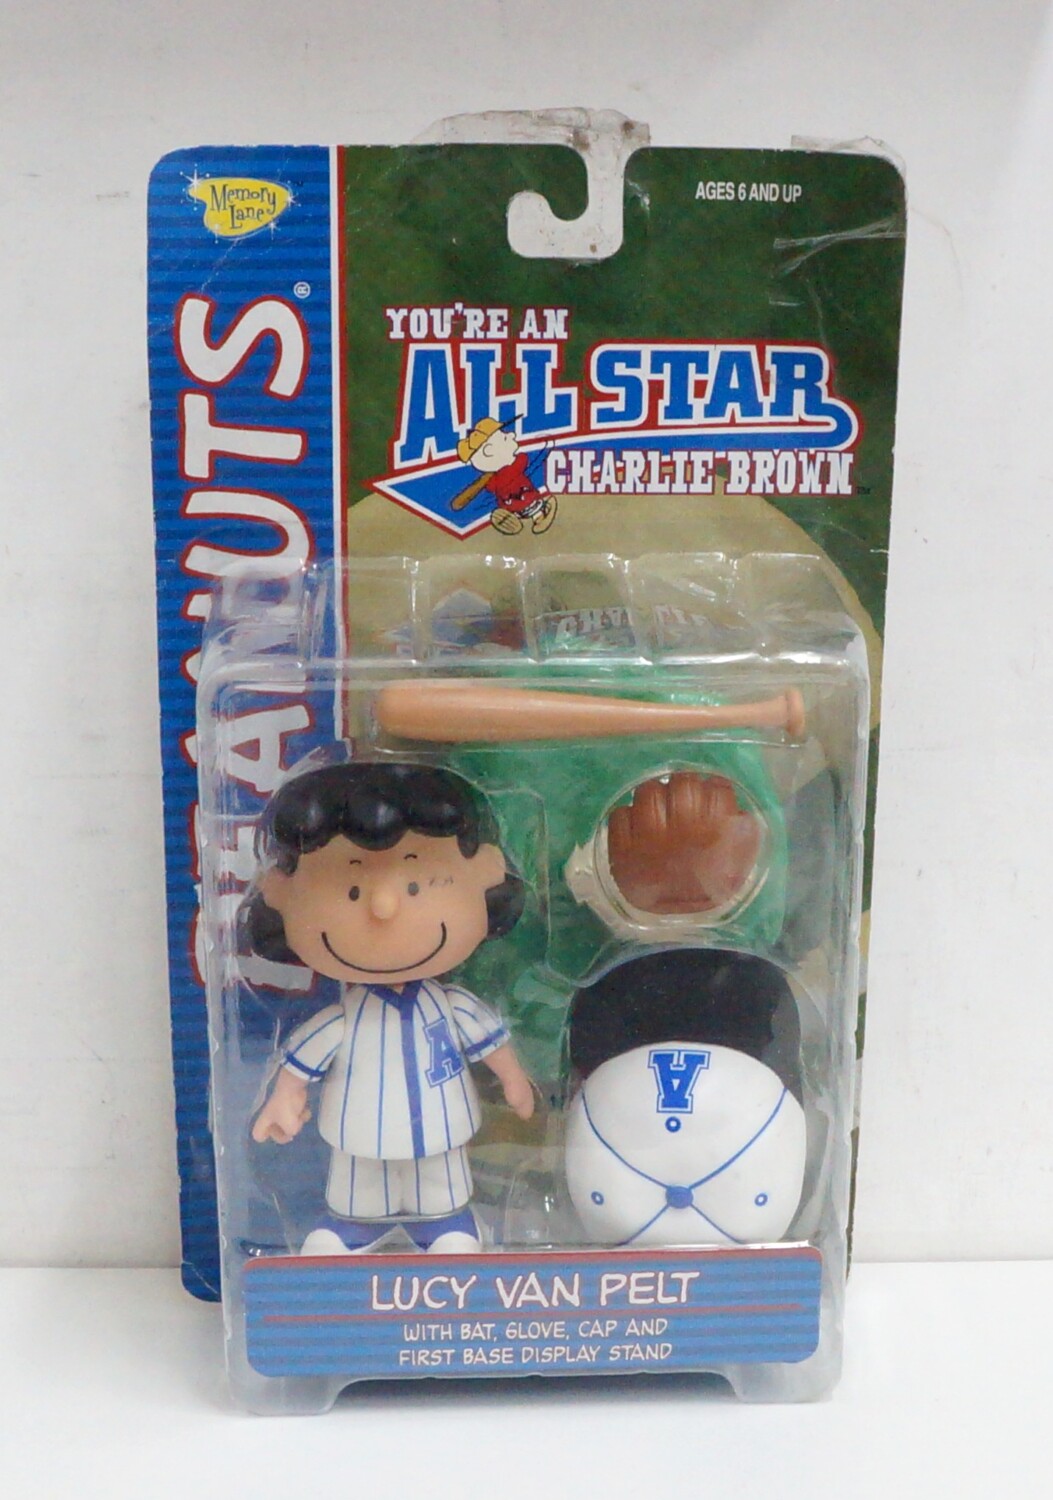 Memory
Lane
PEANUTS®
AGES 6 AND UP
YOU'RE AN
ALL STAR
CHARLIE BROWN™
A
A
LUCY VAN PELT
WITH BAT, GLOVE, CAP AND
FIRST BASE DISPLAY STAND